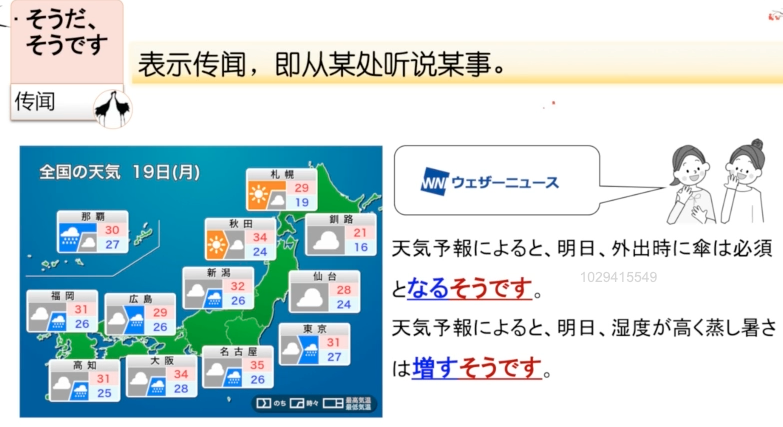 ・そうだ、
そうです
传闻
表示传闻，即从某处听说某事。
全国の天気 19日(月)
札幌
29
19
那覇
30
27
秋田
34
24
釧路
21
16
新潟
32
26
仙台
28
24
福岡
31
26
広島
29
26
東京
31
27
名古屋
35
26
大阪
34
28
高知
31
25
のち 時々 最高気温
最低気温
WNI ウェザーニュース
天気予報によると、明日、外出時に傘は必須
となるそうです。
1029415549
天気予報によると、明日、湿度が高く蒸し暑さ
は増すそうです。